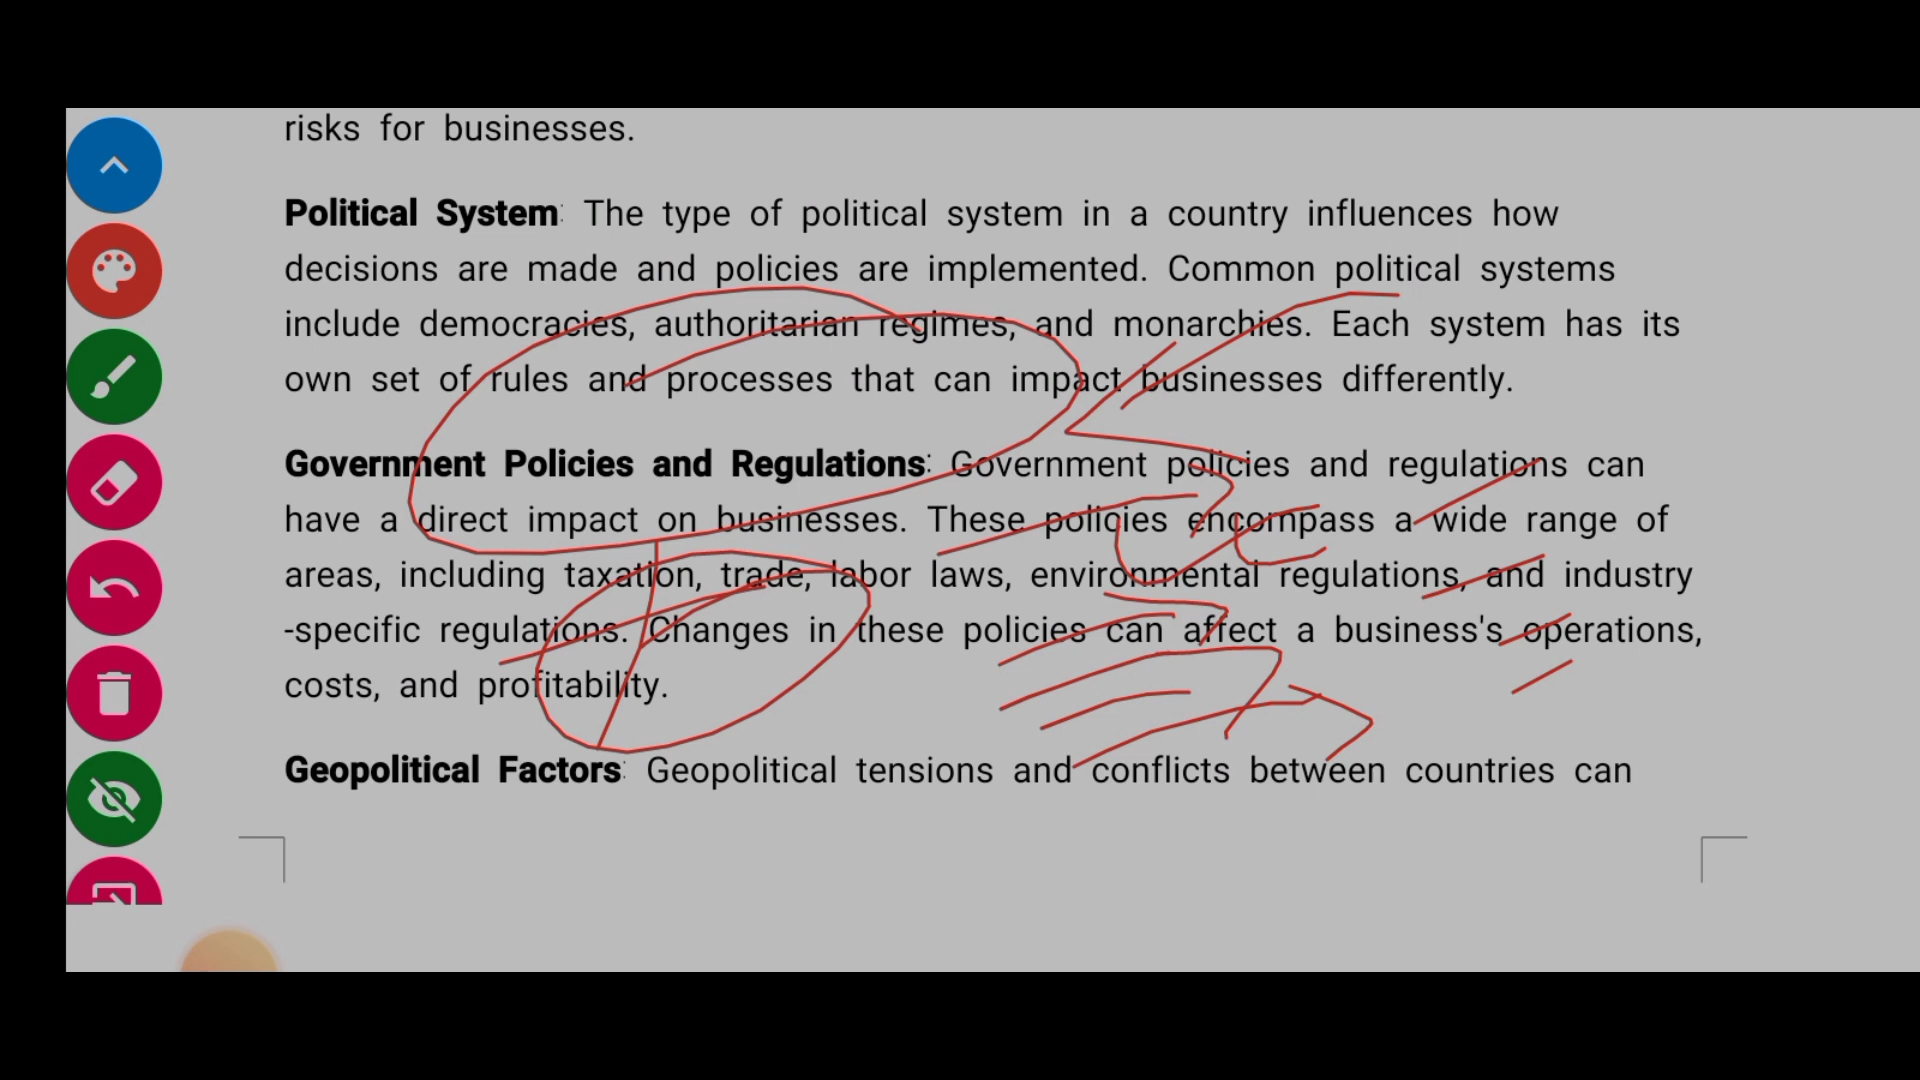 risks for businesses.
Political System: The type of political system in a country influences how
decisions are made and policies are implemented. Common political systems
include democracies, authoritarian regimes, and monarchies. Each system has its
own set of rules and processes that can impact businesses differently.
Government Policies and Regulations: Government policies and regulations can
have a direct impact on businesses. These policies encompass a wide range of
areas, including taxation, trade, labor laws, environmental regulations, and industry
-specific regulations. Changes in these policies can affect a business's operations,
costs, and profitability.
Geopolitical Factors: Geopolitical tensions and conflicts between countries can